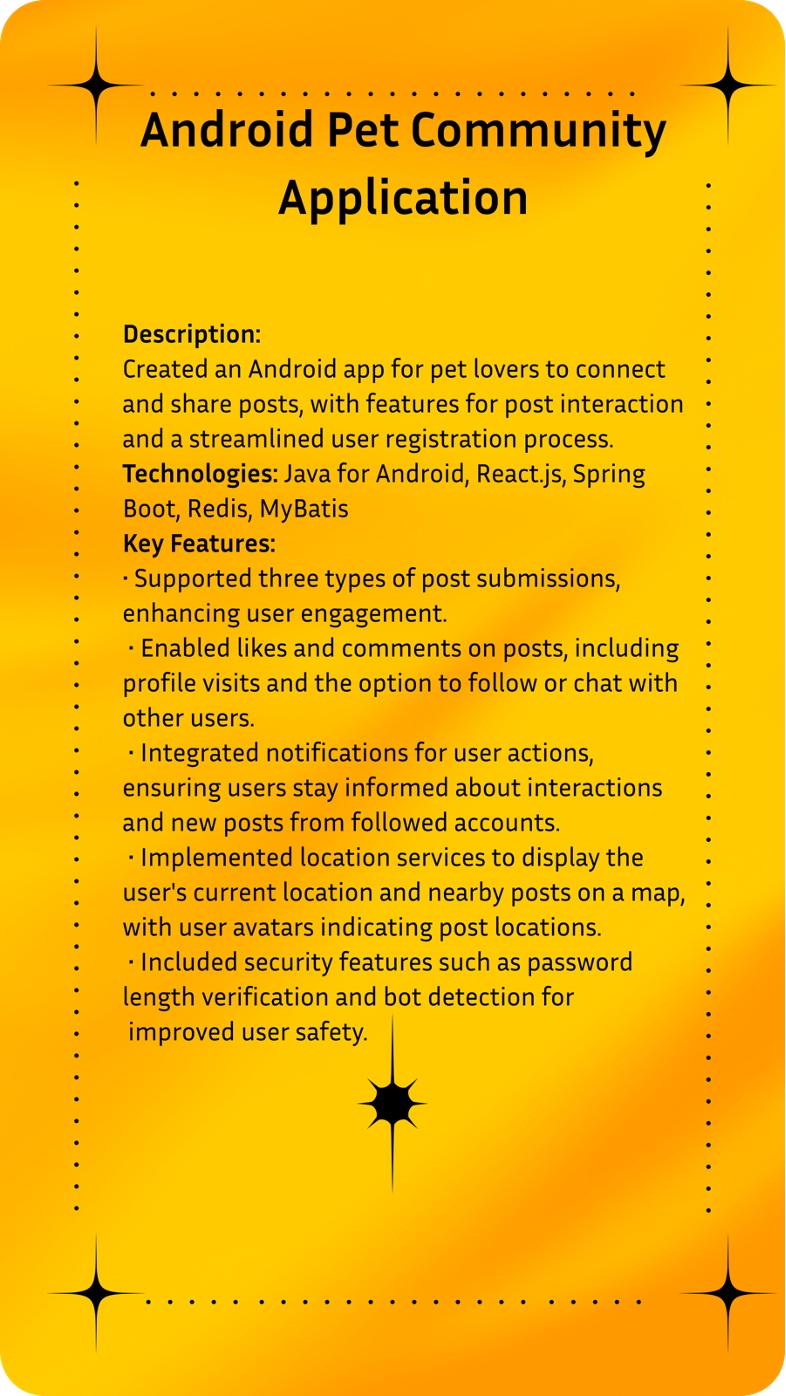 Android Pet Community
Application
Description:
Created an Android app for pet lovers to connect
and share posts, with features for post interaction
and a streamlined user registration process.
Technologies: Java for Android, React.js, Spring
Boot, Redis, MyBatis
Key Features:
· Supported three types of post submissions,
enhancing user engagement.
· Enabled likes and comments on posts, including
profile visits and the option to follow or chat with
other users.
· Integrated notifications for user actions,
ensuring users stay informed about interactions
and new posts from followed accounts.
· Implemented location services to display the
user's current location and nearby posts on a map,
with user avatars indicating post locations.
· Included security features such as password
length verification and bot detection for
improved user safety.